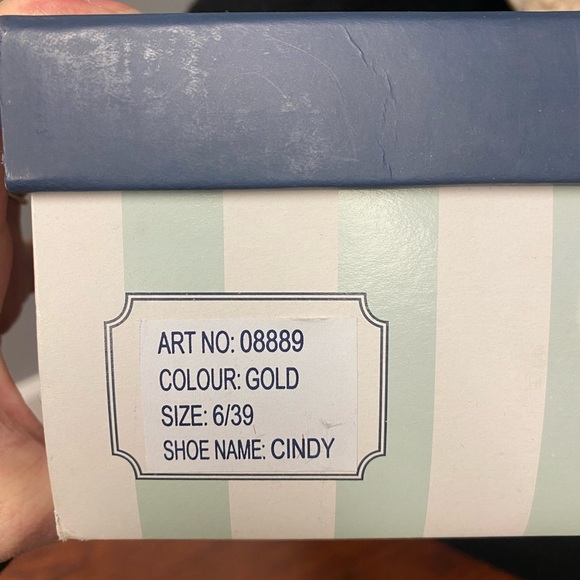 ART NO: 08889
COLOUR: GOLD
SIZE: 6/39
SHOE NAME: CINDY